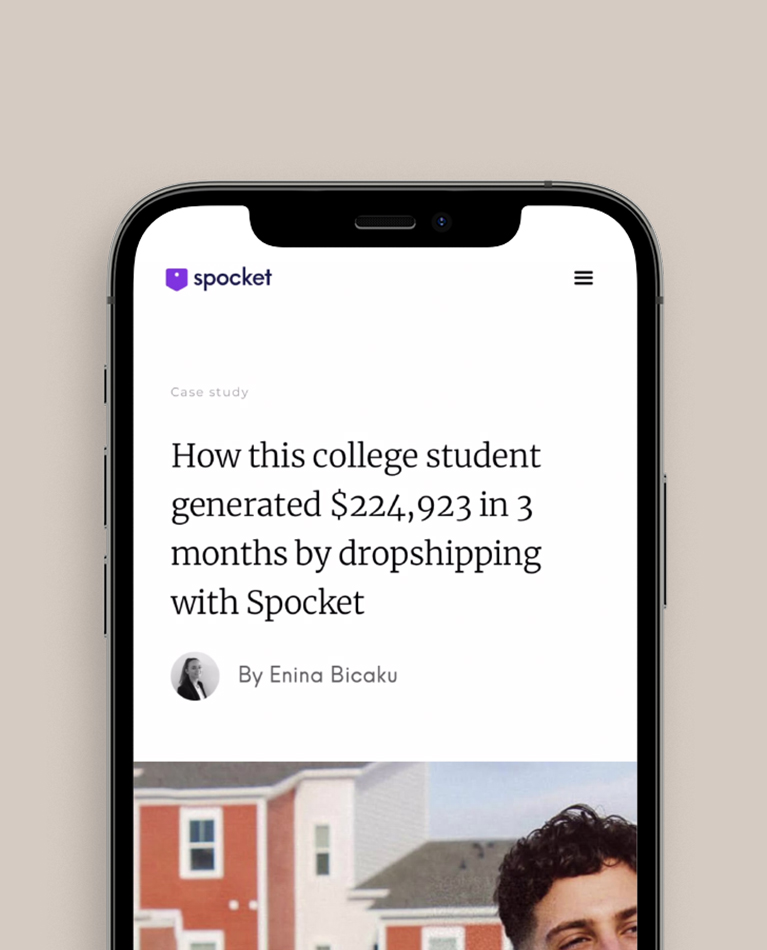 spocket
Case study
How this college student
generated $224,923 in 3
months by dropshipping
with Spocket
By Enina Bicaku